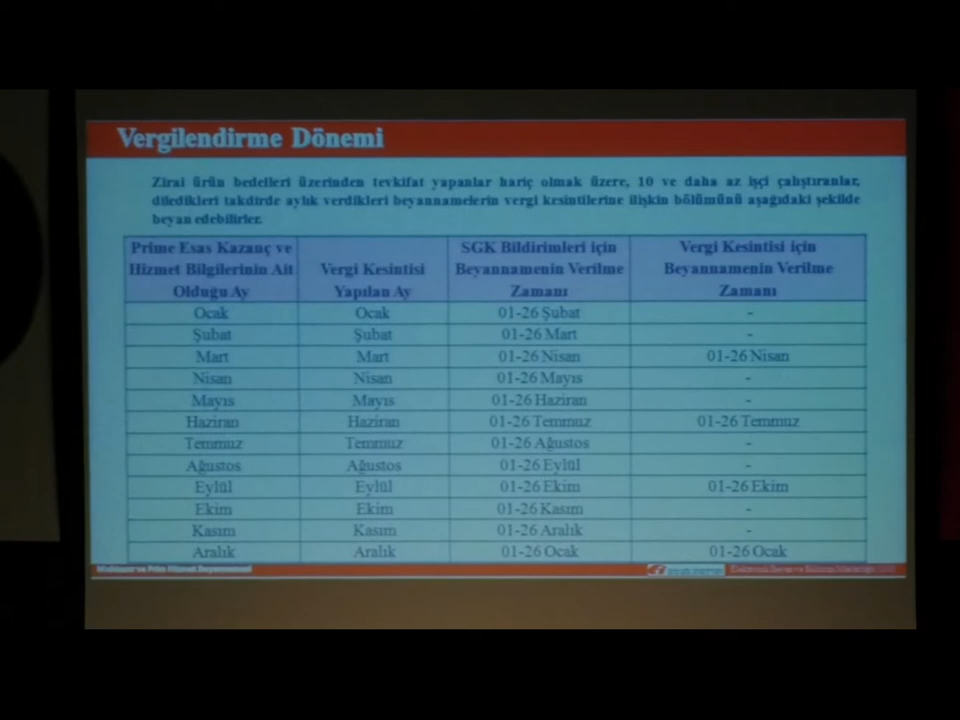 Vergilendirme Dönemi
Zirai ürün bedelleri üzerinden tevkifat yapanlar hariç olmak üzere, 10 ve daha az işçi çalıştıranlar,
diledikleri takdirde aylık verdikleri beyannamelerin vergi kesintilerine ilişkin bölümünü aşağıdaki şekilde
beyan edebilirler.
Prime Esas Kazanç ve Hizmet Bilgilerinin Ait Olduğu Ay Vergi Kesintisi Yapılan Ay SGK Bildirimleri için Beyannamenin Verilme Zamanı Vergi Kesintisi için Beyannamenin Verilme Zamanı
Ocak Ocak 01-26 Şubat -
Şubat Şubat 01-26 Mart -
Mart Mart 01-26 Nisan 01-26 Nisan
Nisan Nisan 01-26 Mayıs -
Mayıs Mayıs 01-26 Haziran -
Haziran Haziran 01-26 Temmuz 01-26 Temmuz
Temmuz Temmuz 01-26 Ağustos -
Ağustos Ağustos 01-26 Eylül -
Eylül Eylül 01-26 Ekim 01-26 Ekim
Ekim Ekim 01-26 Kasım -
Kasım Kasım 01-26 Aralık -
Aralık Aralık 01-26 Ocak 01-26 Ocak
Muhtasar ve Prim Hizmet Beyannamesi